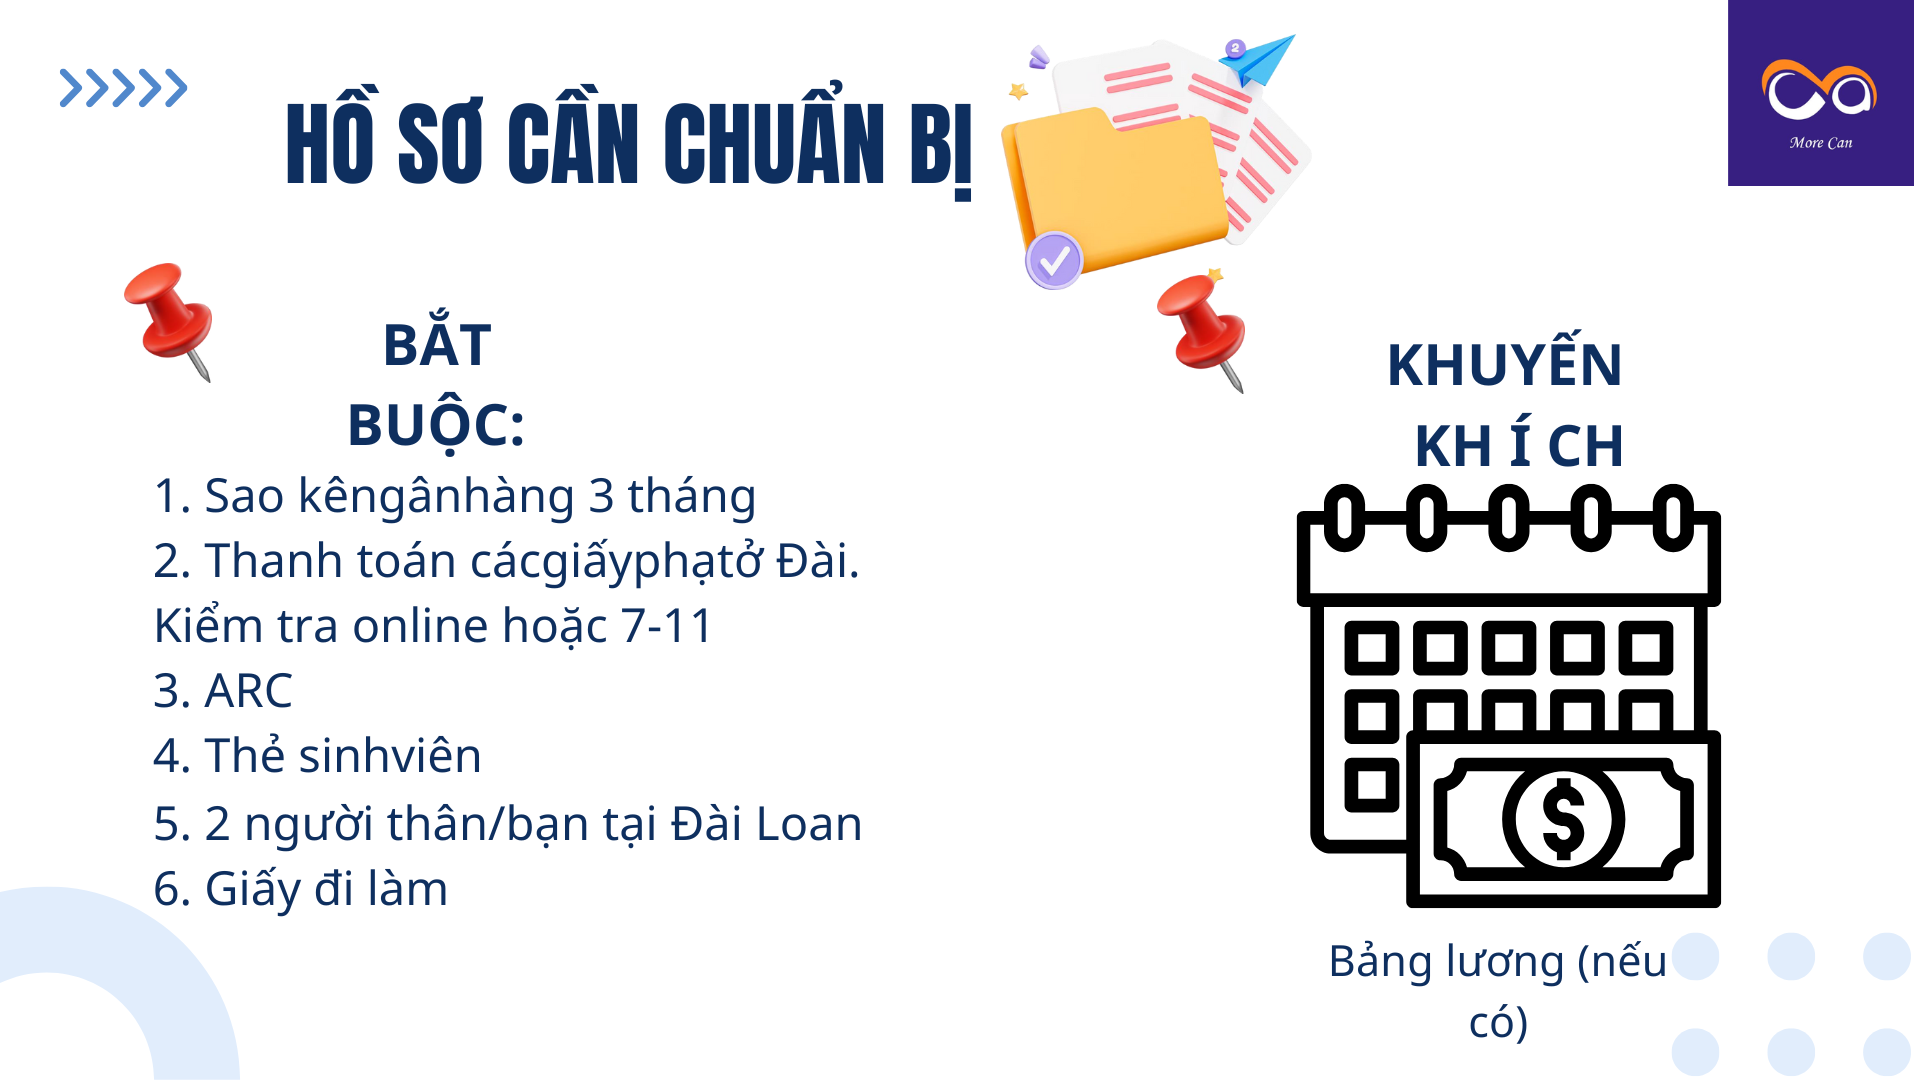 HỒ SƠ CẦN CHUẨN BỊ
2
More Can
BẮT
BUỘC:
1. Sao kêngânhàng 3 tháng
2. Thanh toán cácgiấyphạtở Đài.
Kiểm tra online hoặc 7-11
3. ARC
4. Thẻ sinhviên
5. 2 người thân/bạn tại Đài Loan
6. Giấy đi làm
KHUYẾN
KH Í CH
$
Bảng lương (nếu
có)